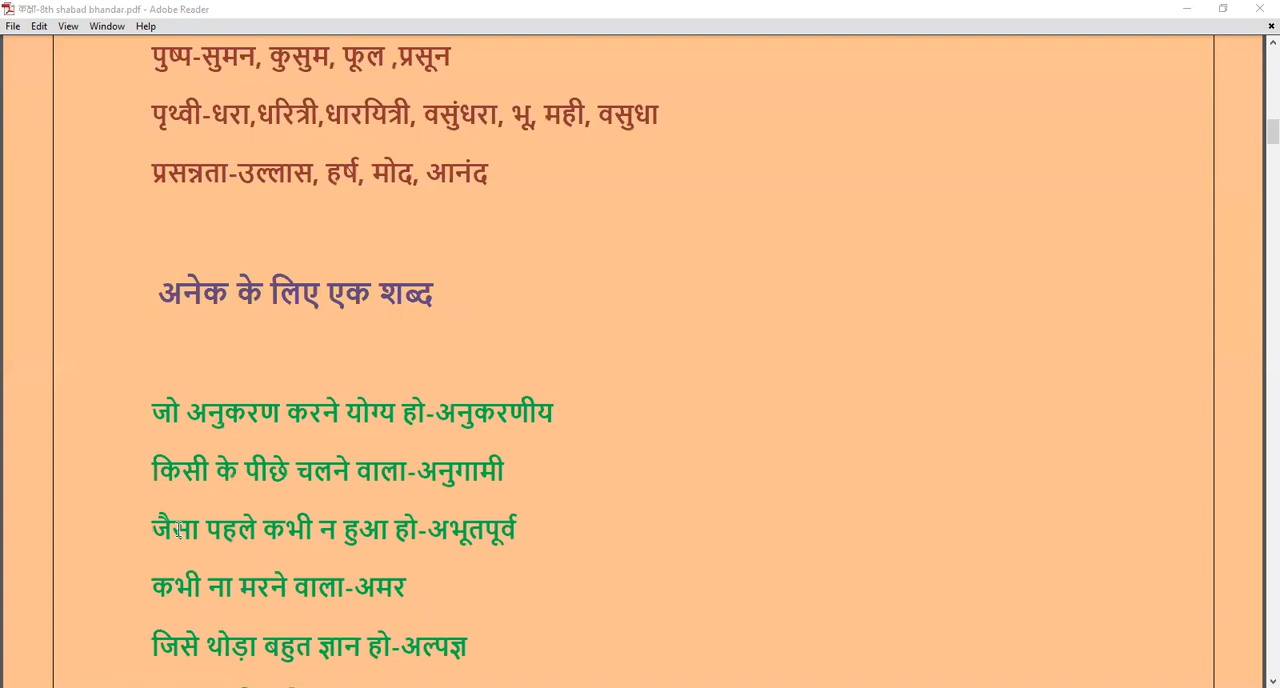 कक्षा-8th shabad bhandar.pdf - Adobe Reader
File Edit View Window Help
पुष्प-सुमन, कुसुम, फूल ,प्रसून
पृथ्वी-धरा,धरित्री,धारयित्री, वसुंधरा, भू, मही, वसुधा
प्रसन्नता-उल्लास, हर्ष, मोद, आनंद
अनेक के लिए एक शब्द
जो अनुकरण करने योग्य हो-अनुकरणीय
किसी के पीछे चलने वाला-अनुगामी
जैसा पहले कभी न हुआ हो-अभूतपूर्व
कभी ना मरने वाला-अमर
जिसे थोड़ा बहुत ज्ञान हो-अल्पज्ञ